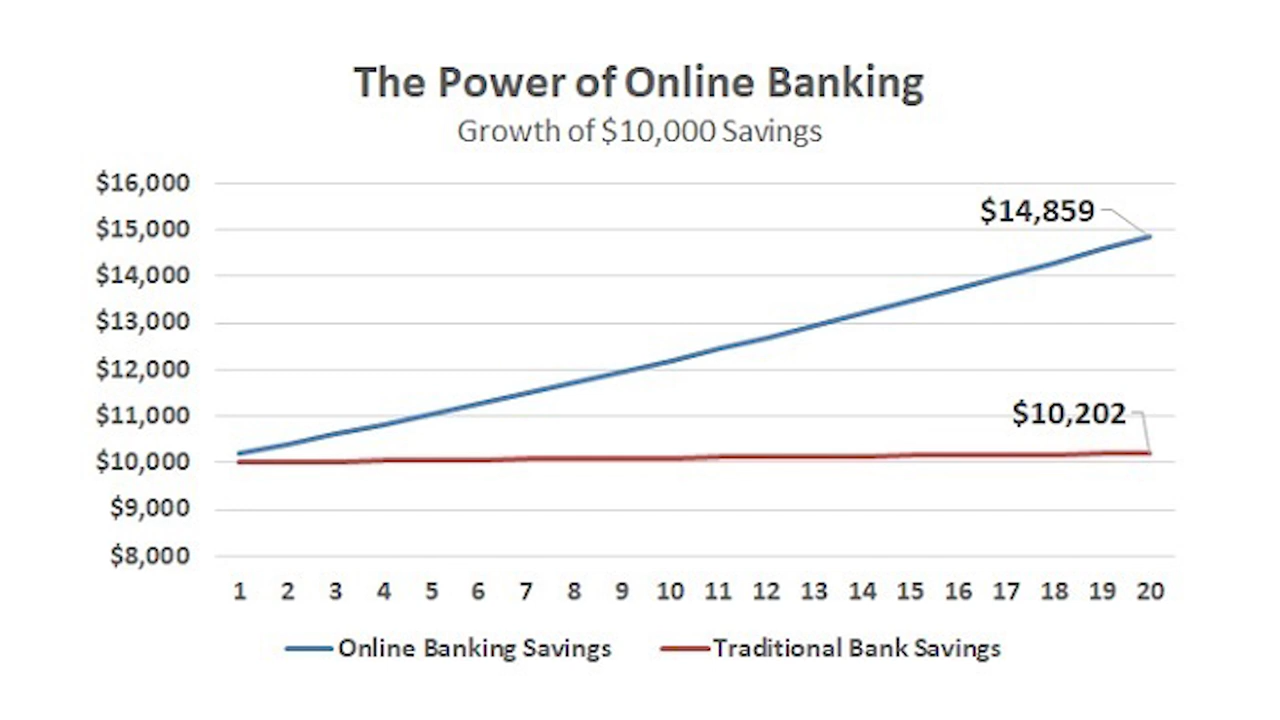 The Power of Online Banking
Growth of $10,000 Savings
$16,000
$15,000
$14,000
$13,000
$12,000
$11,000
$10,000
$9,000
$8,000
$14,859
$10,202
1 2 3 4 5 6 7 8 9 10 11 12 13 14 15 16 17 18 19 20
Online Banking Savings Traditional Bank Savings